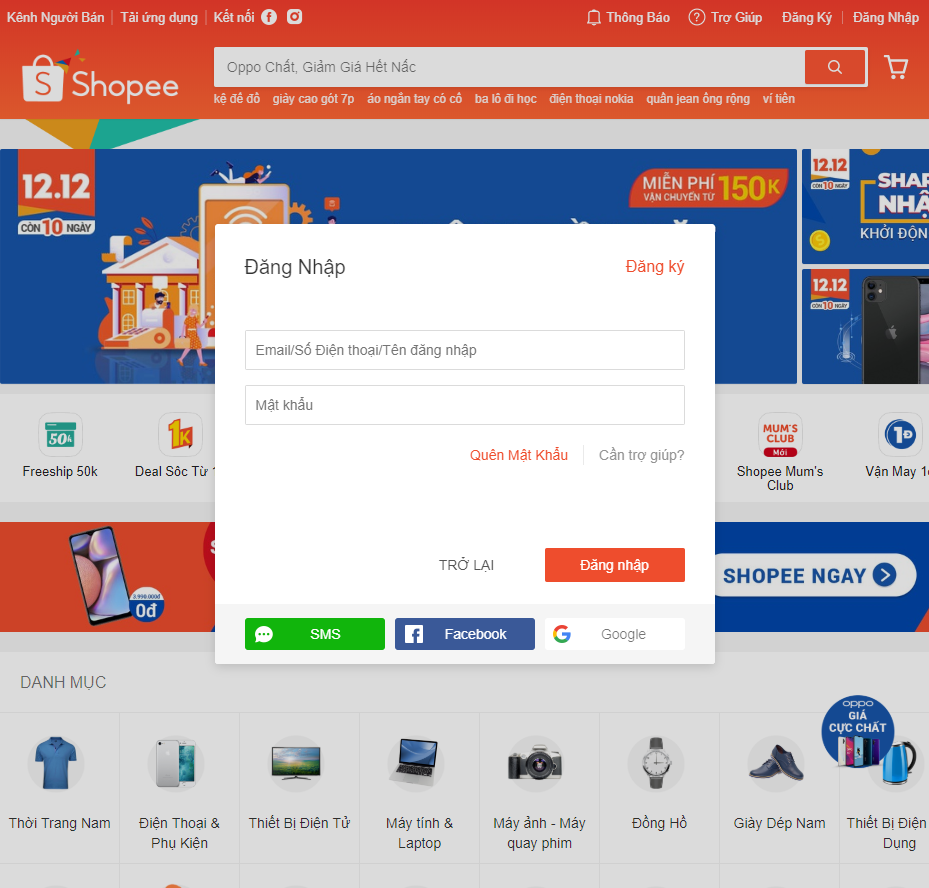 Kênh Người Bán
Tải ứng dụng
Kết nối
Thông Báo
Trợ Giúp
Đăng Ký
Đăng Nhập
Shopee
Oppo Chất, Giảm Giá Hết Nấc
kệ để đồ giày cao gót 7p áo ngắn tay có cổ ba lô đi học điện thoại nokia quần jean ống rộng ví tiền
12.12
CÒN 10 NGÀY
MIỄN PHÍ
VẬN CHUYỂN TỪ
150K
12.12
CÒN 10 NGÀY
KHỞI ĐỘN
12.12
CÒN 10 NGÀY
Đăng Nhập
Đăng ký
Email/Số Điện thoại/Tên đăng nhập
Mật khẩu
Quên Mật Khẩu
Cần trợ giúp?
TRỞ LẠI
Đăng nhập
SMS
Facebook
Google
50k
Freeship 50k
1K
Deal Sốc Từ
MUM'S
CLUB
Mới
Shopee Mum's
Club
Vận May
3.990.000đ
0đ
SHOPEE NGAY
DANH MỤC
oppo
GIÁ
CỰC CHẤT
Thời Trang Nam
Điện Thoại &
Phụ Kiện
Thiết Bị Điện Tử
Máy tính &
Laptop
Máy ảnh - Máy
quay phim
Đồng Hồ
Giày Dép Nam
Thiết Bị Điện
Dụng